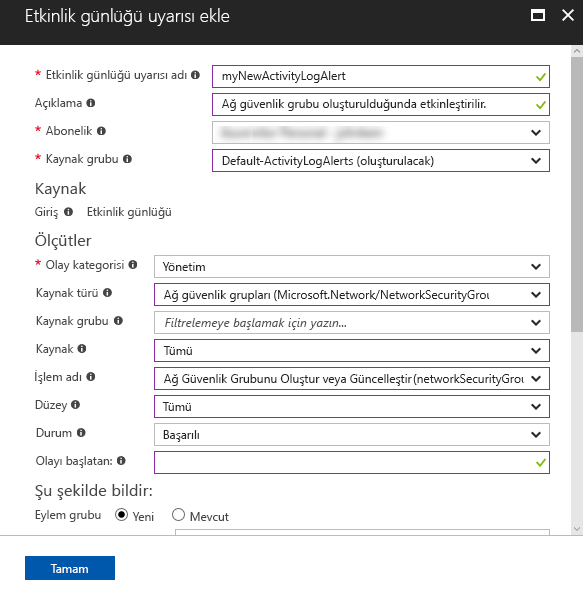 Etkinlik günlüğü uyarısı ekle
* Etkinlik günlüğü uyarısı adı myNewActivityLogAlert
Açıklama Ağ güvenlik grubu oluşturulduğunda etkinleştirilir.
* Abonelik
* Kaynak grubu Default-ActivityLogAlerts (oluşturulacak)
Kaynak
Giriş Etkinlik günlüğü
Ölçütler
* Olay kategorisi Yönetim
Kaynak türü Ağ güvenlik grupları (Microsoft.Network/NetworkSecurityGrou
Kaynak grubu Filtrelemeye başlamak için yazın...
Kaynak Tümü
İşlem adı Ağ Güvenlik Grubunu Oluştur veya Güncelleştir(networkSecurityGrou
Düzey Tümü
Durum Başarılı
Olayı başlatan:
Şu şekilde bildir:
Eylem grubu Yeni Mevcut
Tamam